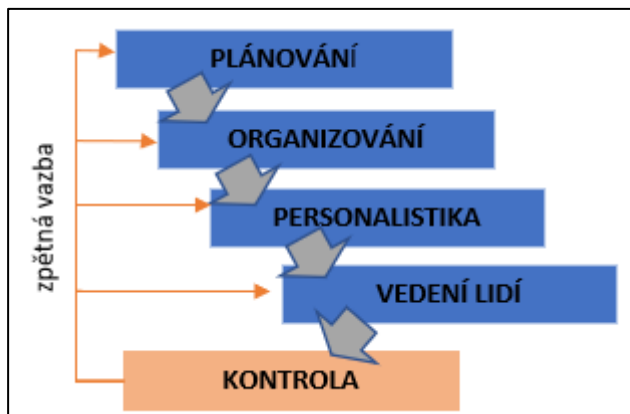 PLÁNOVÁNÍ
ORGANIZOVÁNÍ
PERSONALISTIKA
VEDENÍ LIDÍ
KONTROLA
zpětná vazba